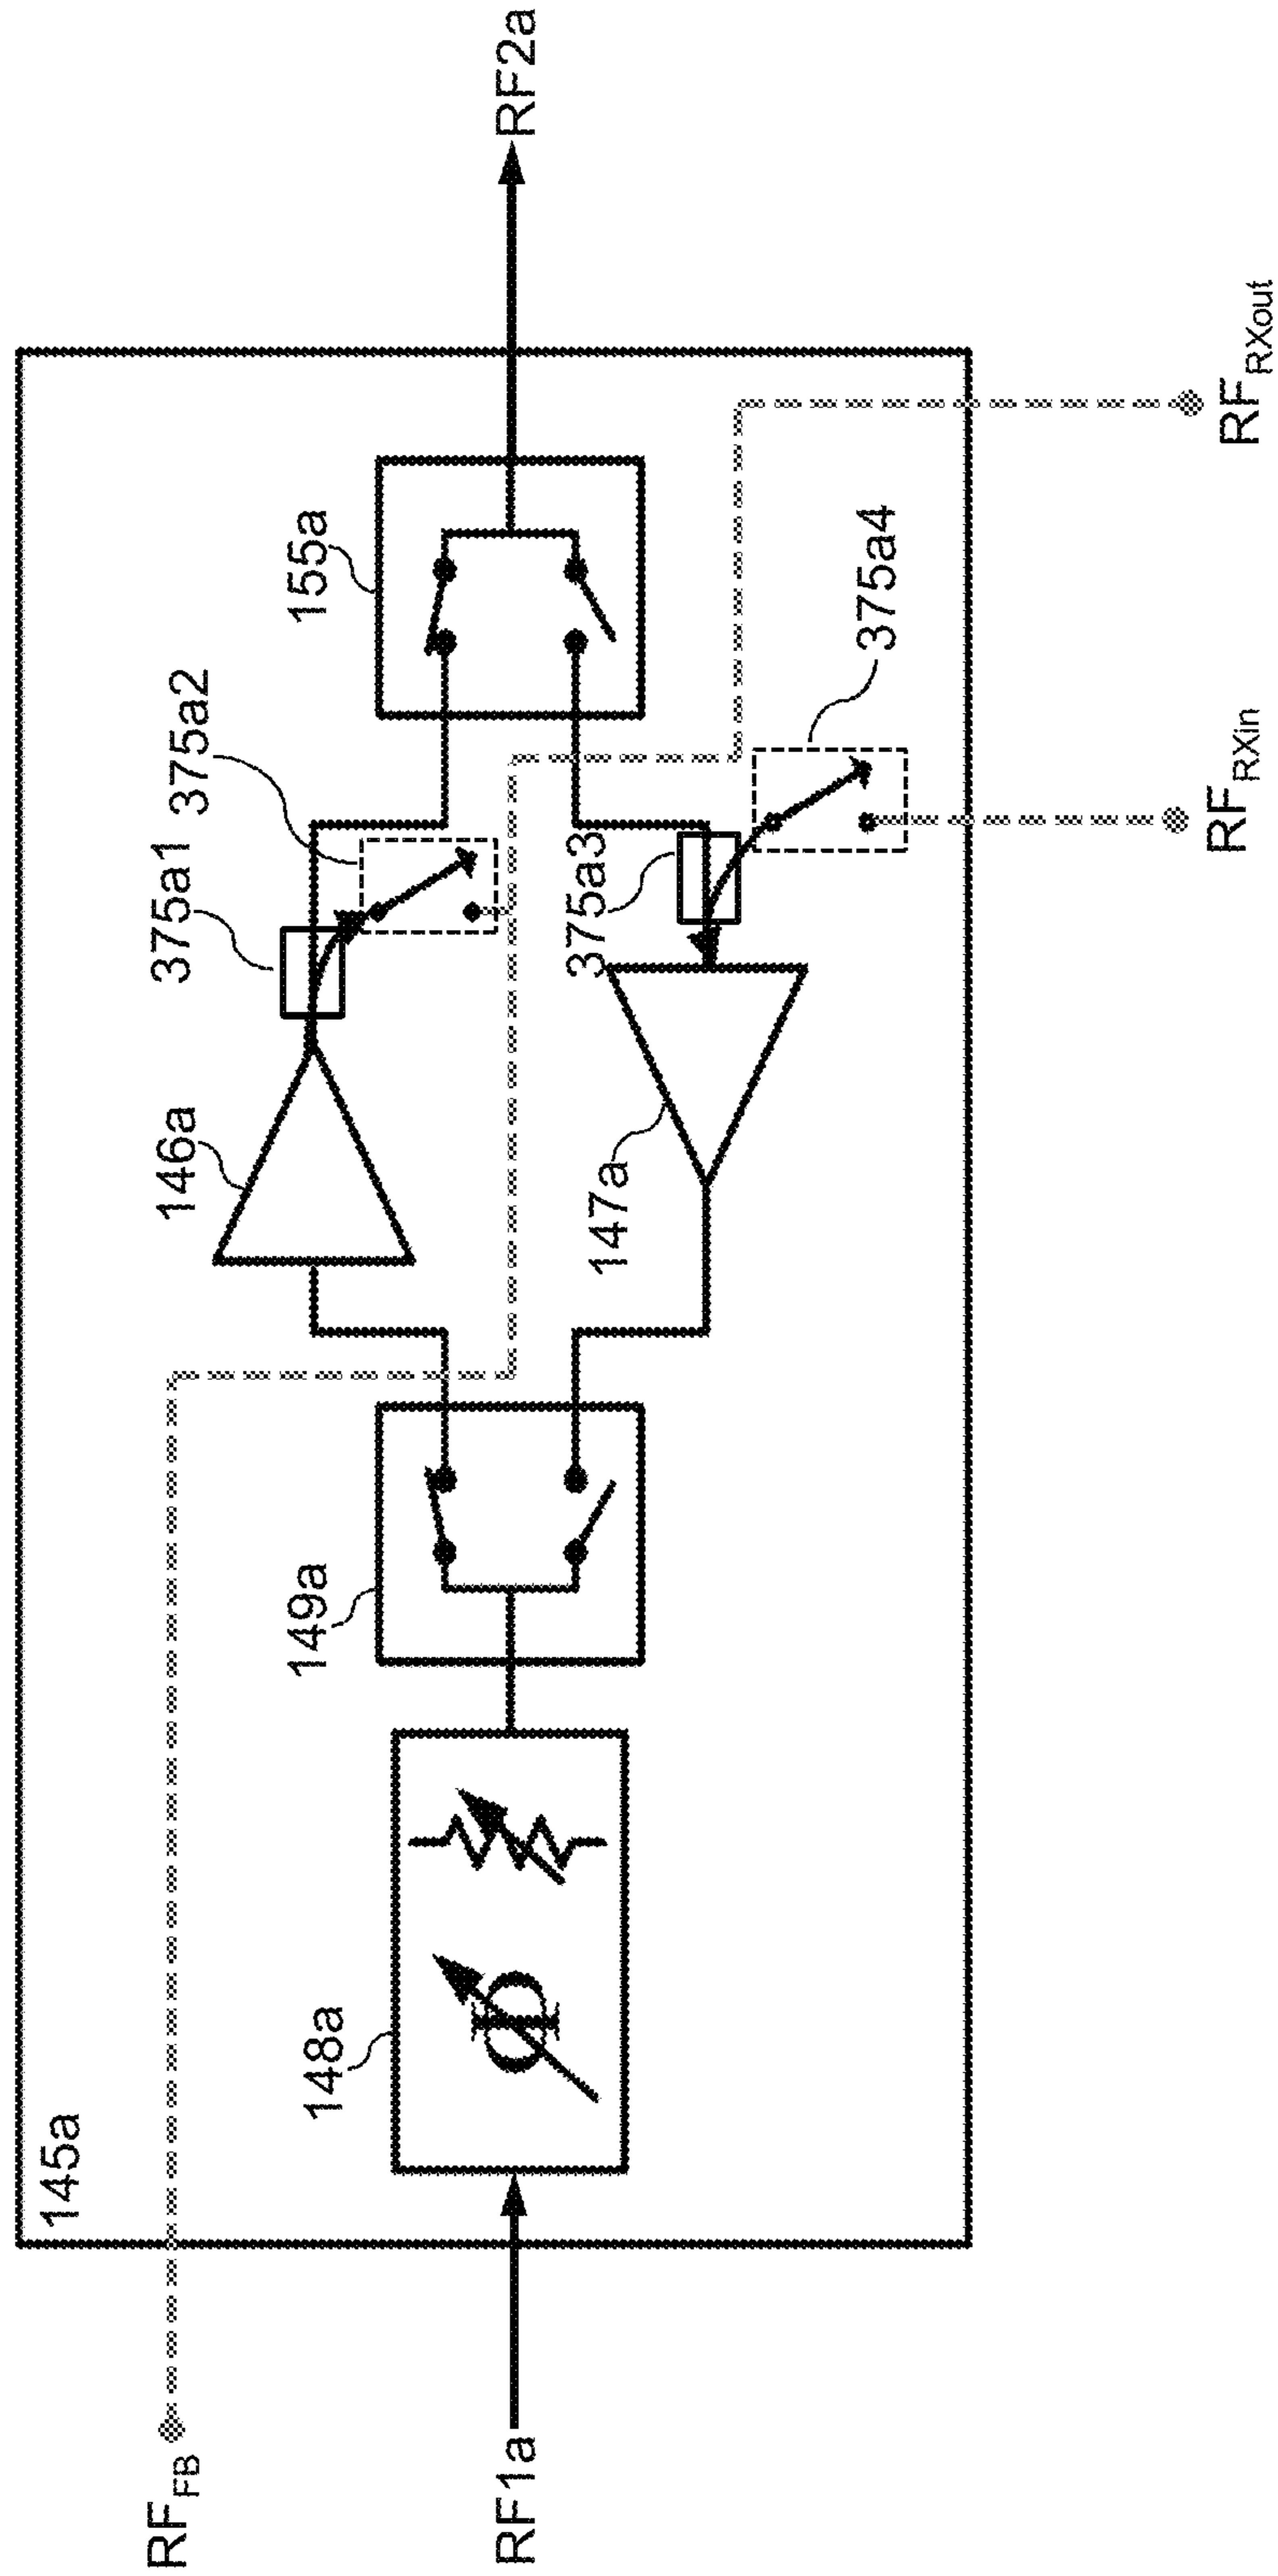 145a
RF_FB
RF1a
148a
Φ
149a
146a
147a
375a1
375a2
375a3
375a4
155a
RF2a
RF_RXin
RF_RXout